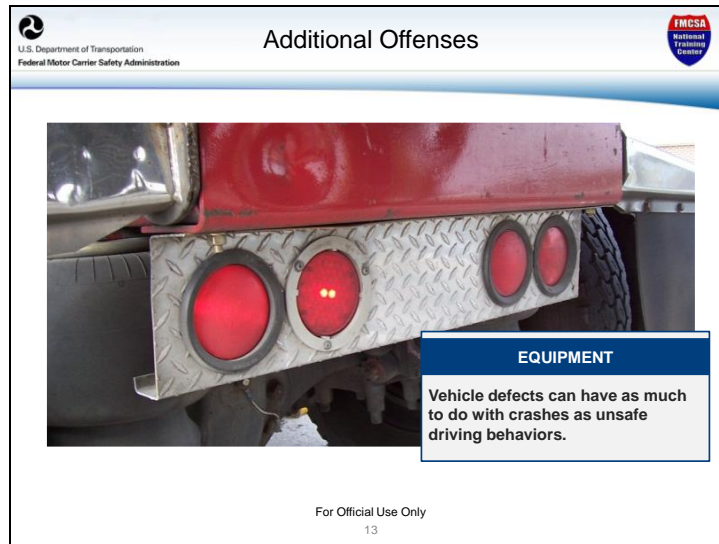 U.S. Department of Transportation
Federal Motor Carrier Safety Administration
Additional Offenses
FMCSA
National
Training
Center
EQUIPMENT
Vehicle defects can have as much
to do with crashes as unsafe
driving behaviors.
For Official Use Only
13